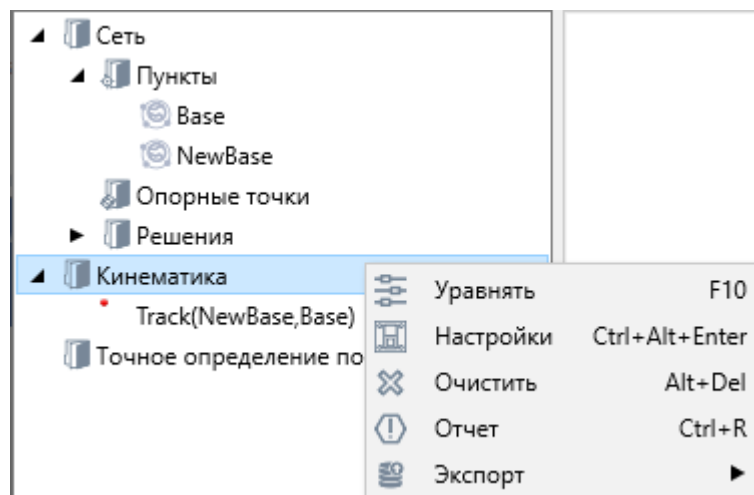 Сеть
Пункты
Base
NewBase
Опорные точки
Решения
Кинематика
Track(NewBase,Base)
Точное определение по
Уравнять F10
Настройки Ctrl+Alt+Enter
Очистить Alt+Del
Отчет Ctrl+R
Экспорт